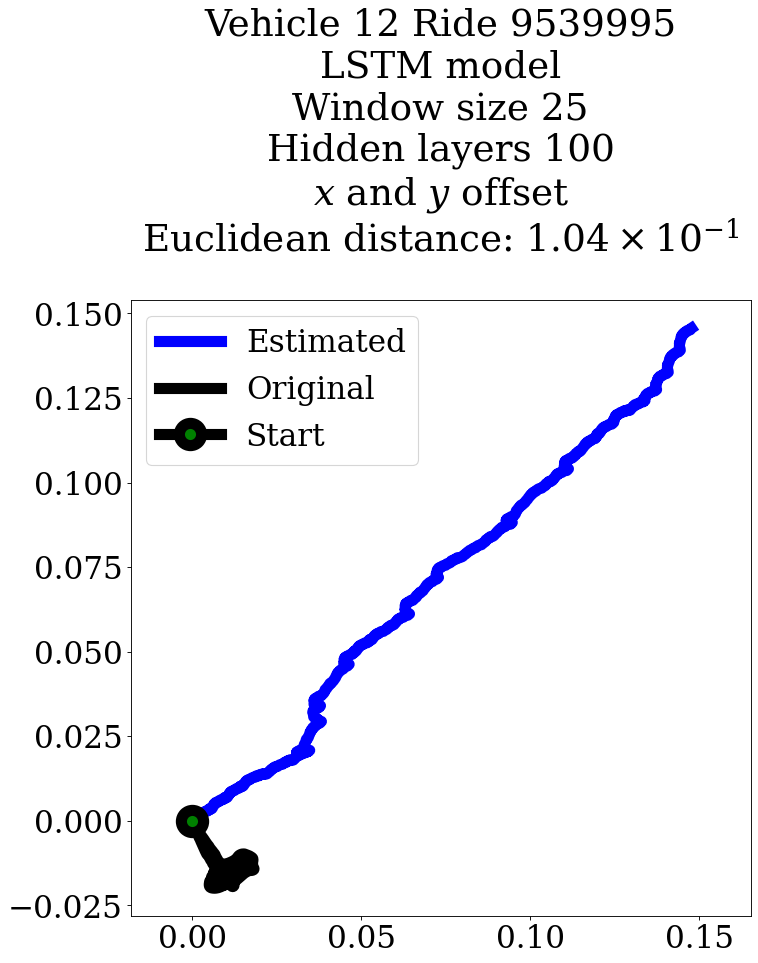 Vehicle 12 Ride 9539995
LSTM model
Window size 25
Hidden layers 100
x and y offset
Euclidean distance: 1.04 × 10⁻¹
0.150
0.125
0.100
0.075
0.050
0.025
0.000
−0.025
Estimated
Original
Start
0.00 0.05 0.10 0.15